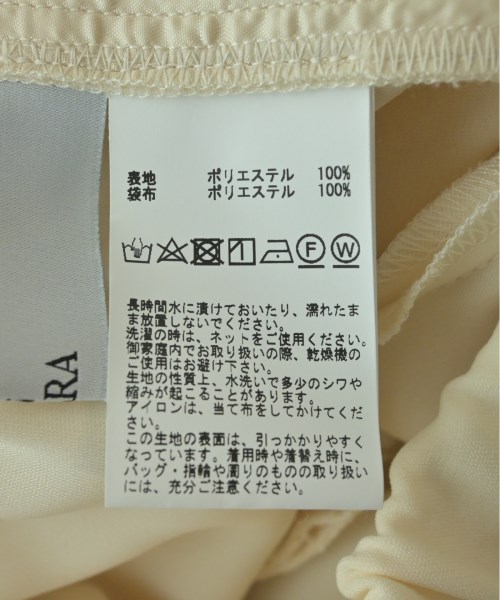 表地 ポリエステル 100%
袋布 ポリエステル 100%
F W
長時間水に漬けておいたり、濡れたま
ま放置しないでください。
洗濯の時は、ネットをご使用ください。
御家庭内でお取り扱いの際、乾燥機の
ご使用はお避け下さい。
生地の性質上、水洗いで多少のシワや
縮みが起こることがあります。
アイロンは、当て布をしてかけてくだ
さい。
この生地の表面は、引っかかりやすく
なっています。着用時や着替え時に、
バッグ・指輪や周りのものの取り扱い
には、充分ご注意ください。
RA